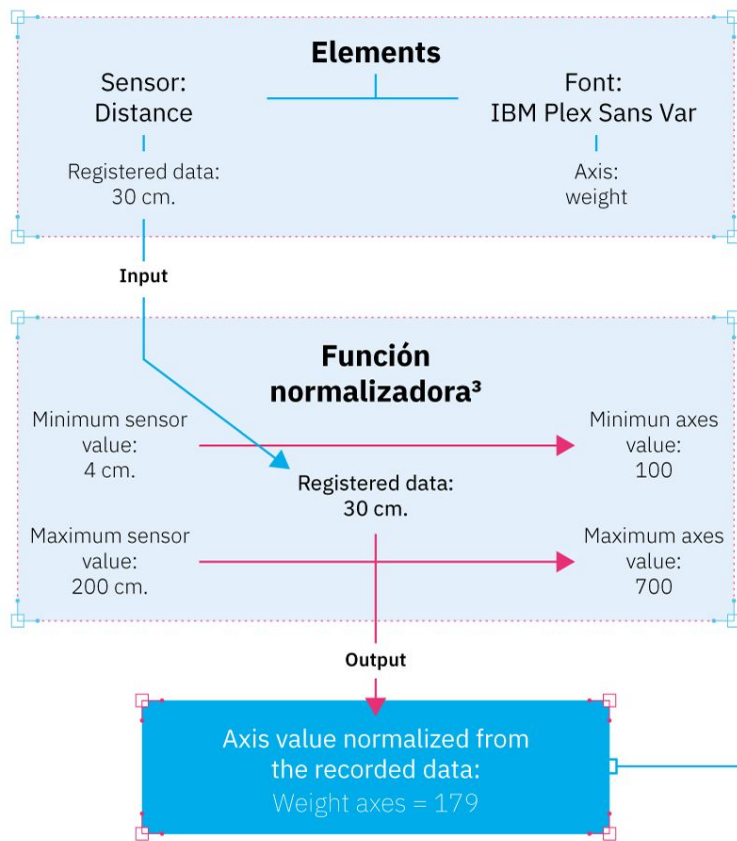 Elements
Sensor:
Distance
Font:
IBM Plex Sans Var
Registered data:
30 cm.
Axis:
weight
Input
Función
normalizadora³
Minimum sensor
value:
4 cm.
Minimun axes
value:
100
Registered data:
30 cm.
Maximum sensor
value:
200 cm.
Maximum axes
value:
700
Output
Axis value normalized from
the recorded data:
Weight axes = 179